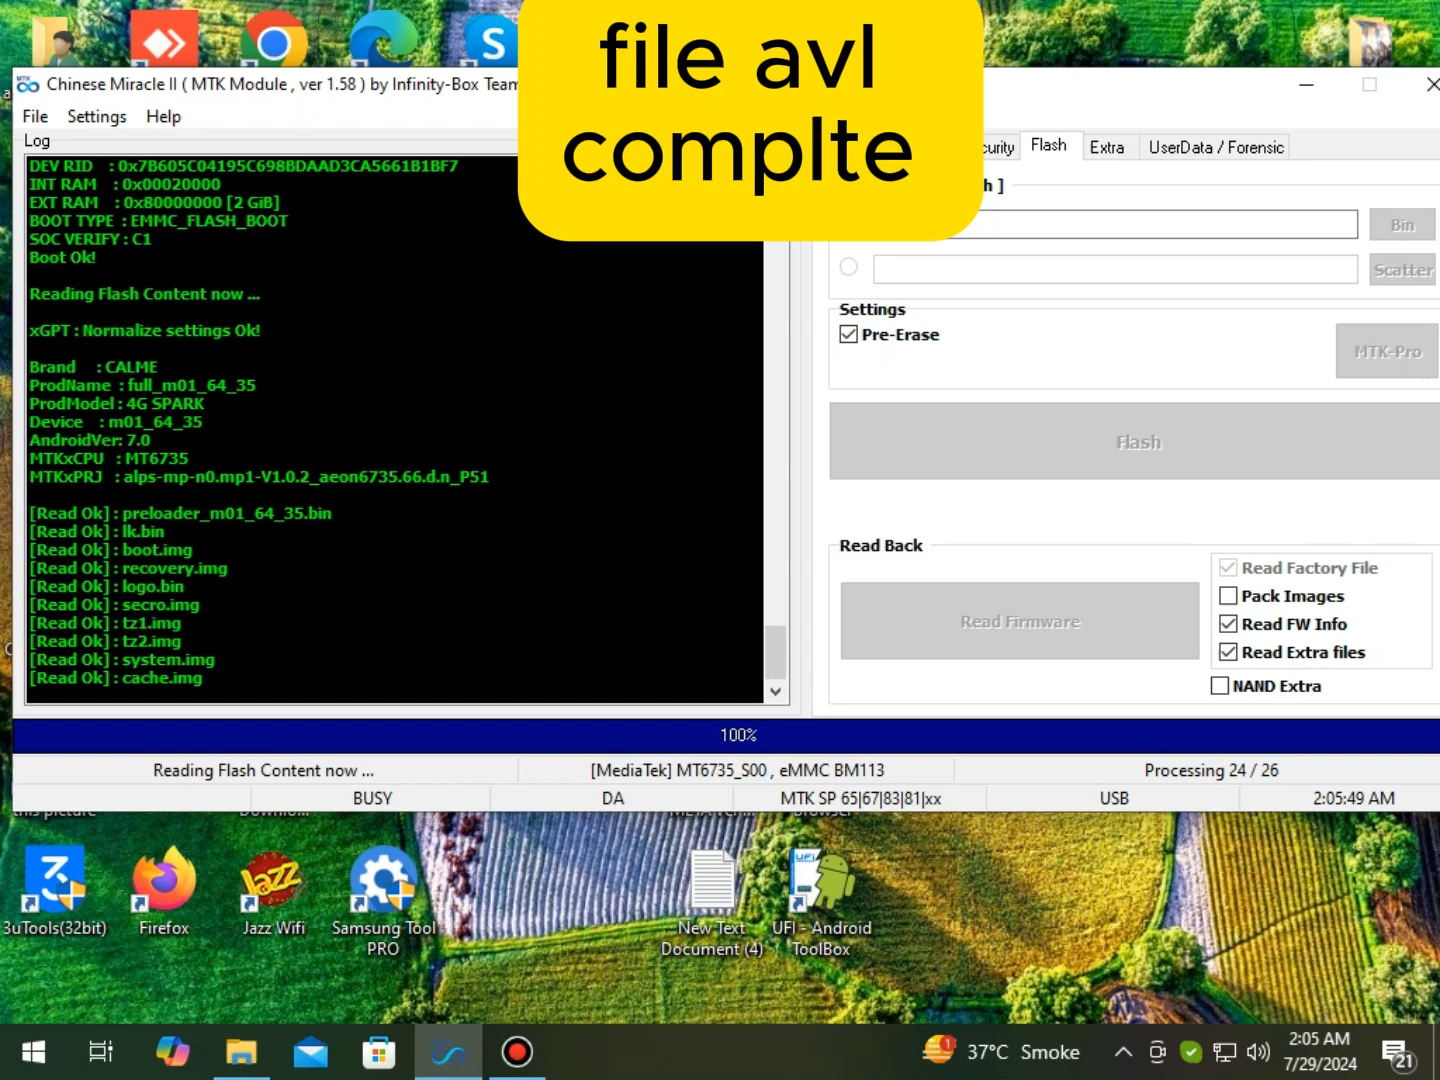 file avl
complte
Chinese Miracle II ( MTK Module , ver 1.58 ) by Infinity-Box Team
File Settings Help
Log
DEV RID : 0x7B605C04195C698BDAAD3CA5661B1BF7
INT RAM : 0x00020000
EXT RAM : 0x80000000 [2 GiB]
BOOT TYPE : EMMC_FLASH_BOOT
SOC VERIFY : C1
Boot Ok!
Reading Flash Content now ...
xGPT : Normalize settings Ok!
Brand : CALME
ProdName : full_m01_64_35
ProdModel : 4G SPARK
Device : m01_64_35
AndroidVer: 7.0
MTKxCPU : MT6735
MTKxPRJ : alps-mp-n0.mp1-V1.0.2_aeon6735.66.d.n_P51
[Read Ok] : preloader_m01_64_35.bin
[Read Ok] : lk.bin
[Read Ok] : boot.img
[Read Ok] : recovery.img
[Read Ok] : logo.bin
[Read Ok] : secro.img
[Read Ok] : tz1.img
[Read Ok] : tz2.img
[Read Ok] : system.img
[Read Ok] : cache.img
curity Flash Extra UserData / Forensic
h ]
Bin
Scatter
Settings
Pre-Erase
MTK-Pro
Flash
Read Back
Read Firmware
Read Factory File
Pack Images
Read FW Info
Read Extra files
NAND Extra
100%
Reading Flash Content now ... [MediaTek] MT6735_S00 , eMMC BM113 Processing 24 / 26
BUSY DA MTK SP 65|67|83|81|xx USB 2:05:49 AM
3uTools(32bit)
Firefox
Jazz Wifi
Samsung Tool
PRO
New Text
Document (4)
UFI - Android
ToolBox
37°C Smoke
2:05 AM
7/29/2024
21